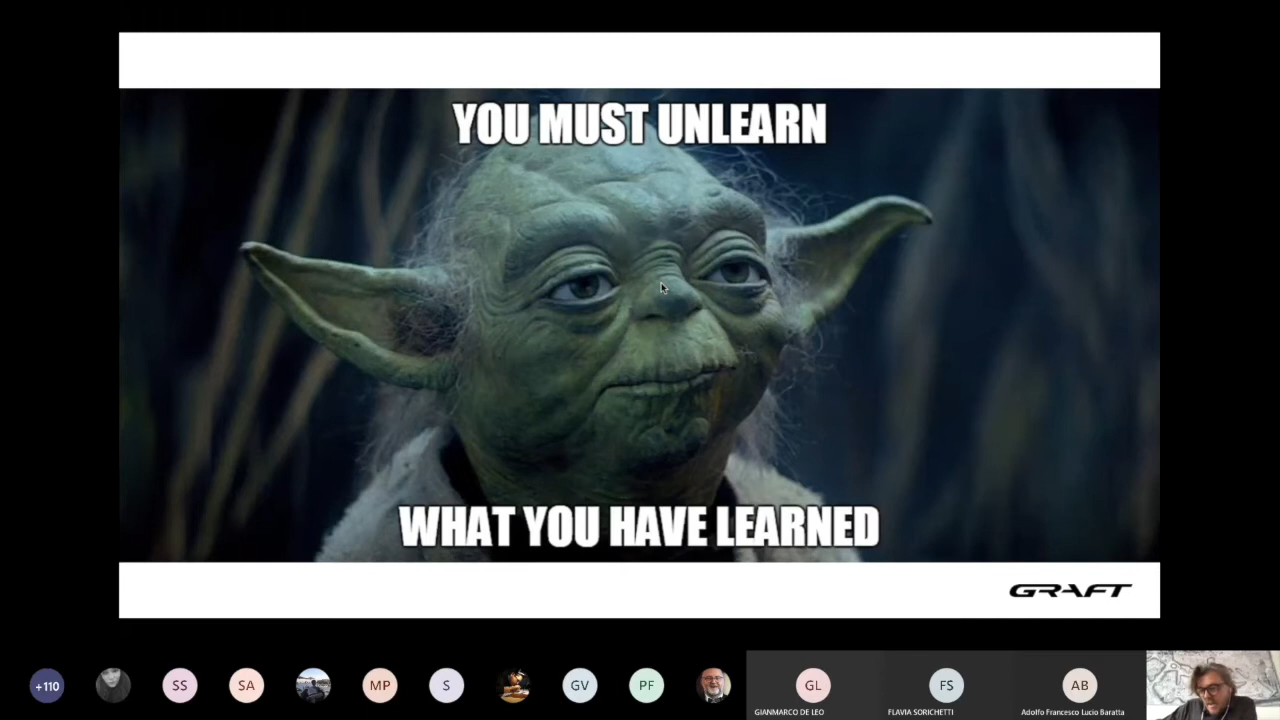 YOU MUST UNLEARN
WHAT YOU HAVE LEARNED
GRAFT
+110
SS
SA
MP
S
GV
PF
GL
FS
AB
GIANMARCO DE LEO
FLAVIA SORICHETTI
Adolfo Francesco Lucio Baratta